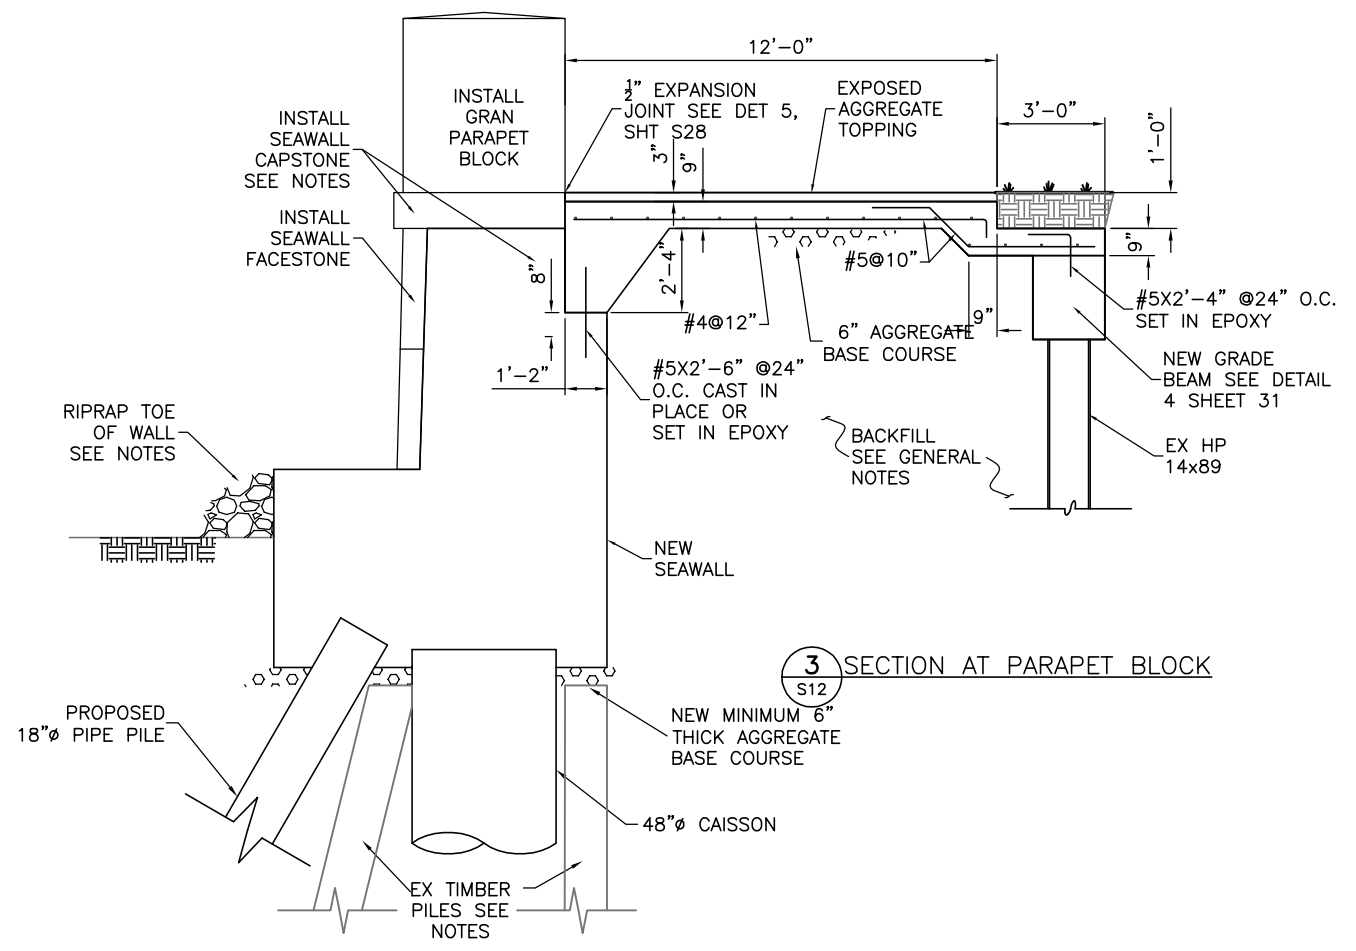 12'-0"
INSTALL
GRAN
PARAPET
BLOCK
½" EXPANSION
JOINT SEE DET 5,
SHT S28
EXPOSED
AGGREGATE
TOPPING
3'-0"
1'-0"
INSTALL
SEAWALL
CAPSTONE
SEE NOTES
3"
9"
INSTALL
SEAWALL
FACESTONE
8"
2'-4"
#5@10"
9"
#4@12"
9"
6" AGGREGATE
BASE COURSE
#5X2'-4" @24" O.C.
SET IN EPOXY
1'-2"
#5X2'-6" @24"
O.C. CAST IN
PLACE OR
SET IN EPOXY
NEW GRADE
BEAM SEE DETAIL
4 SHEET 31
RIPRAP TOE
OF WALL
SEE NOTES
BACKFILL
SEE GENERAL
NOTES
EX HP
14x89
NEW
SEAWALL
3
S12
SECTION AT PARAPET BLOCK
PROPOSED
18"ø PIPE PILE
NEW MINIMUM 6"
THICK AGGREGATE
BASE COURSE
48"ø CAISSON
EX TIMBER
PILES SEE
NOTES